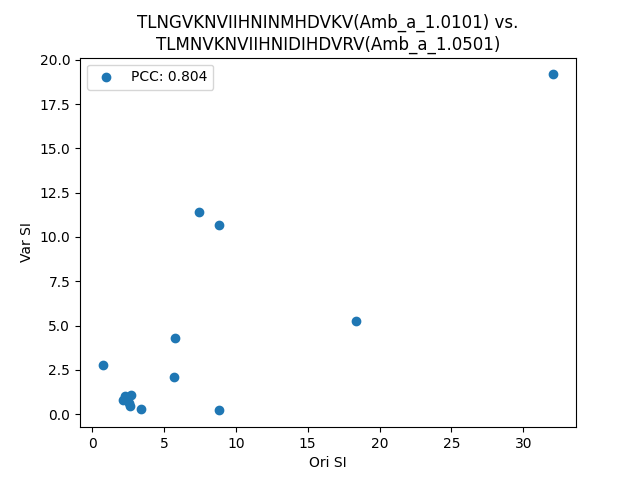 TLNGVKNVIIHNINMHDVKV(Amb_a_1.0101) vs.
TLMNVKNVIIHNIDIHDVRV(Amb_a_1.0501)
PCC: 0.804
20.0
17.5
15.0
12.5
10.0
7.5
5.0
2.5
0.0
Var SI
0 5 10 15 20 25 30
Ori SI